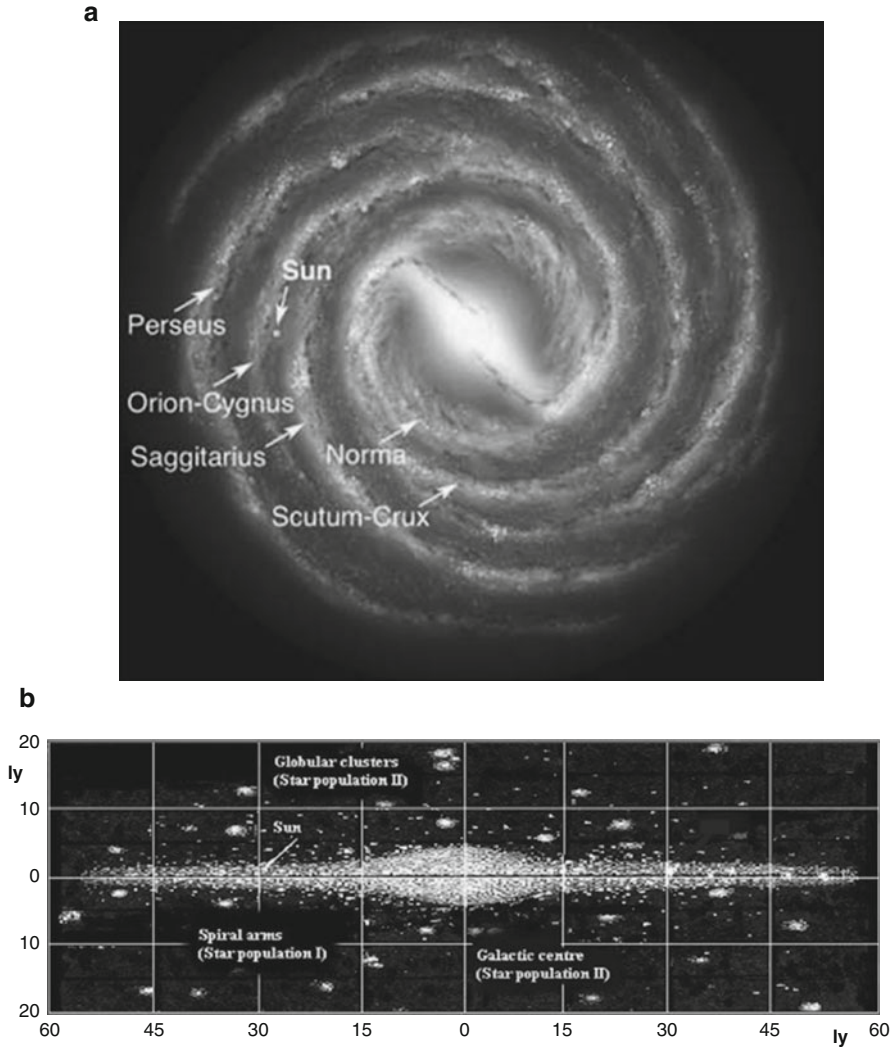 a
Sun
Perseus
Orion-Cygnus
Saggitarius
Norma
Scutum-Crux
b
20
ly
10
0
10
20
Globular clusters
(Star population II)
Sun
Spiral arms
(Star population I)
Galactic centre
(Star population II)
60 45 30 15 0 15 30 45 60
ly